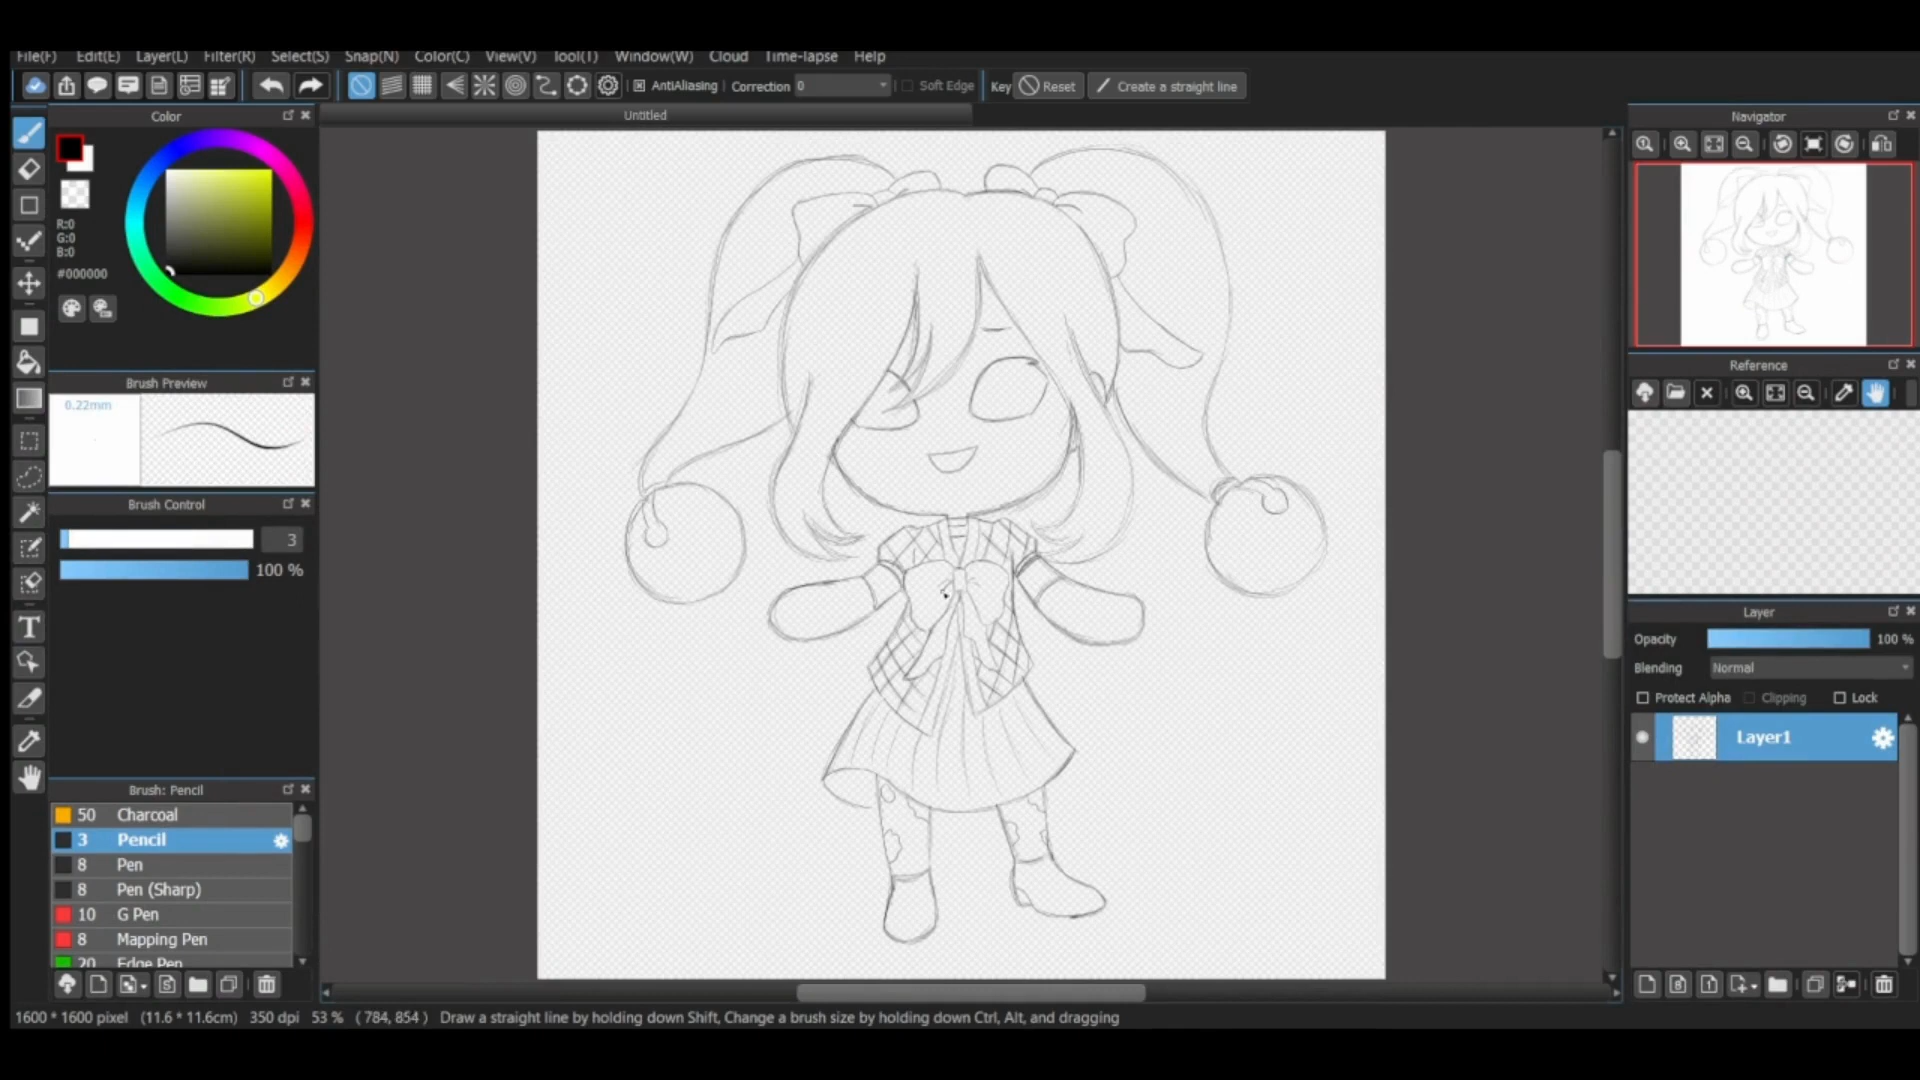 File(F) Edit(E) Layer(L) Filter(R) Select(S) Snap(N) Color(C) View(V) Tool(T) Window(W) Cloud Time-lapse Help
AntiAliasing Correction 0 Soft Edge Key Reset Create a straight line
Color
Untitled
Navigator
R:0
G:0
B:0
#000000
Brush Preview
0.22mm
Reference
Brush Control
3
100 %
Layer
Opacity 100 %
Blending Normal
Protect Alpha Clipping Lock
Layer1
Brush: Pencil
50 Charcoal
3 Pencil
8 Pen
8 Pen (Sharp)
10 G Pen
8 Mapping Pen
20 Edge Pen
1600 * 1600 pixel (11.6 * 11.6cm) 350 dpi 53 % ( 784, 854 ) Draw a straight line by holding down Shift, Change a brush size by holding down Ctrl, Alt, and dragging